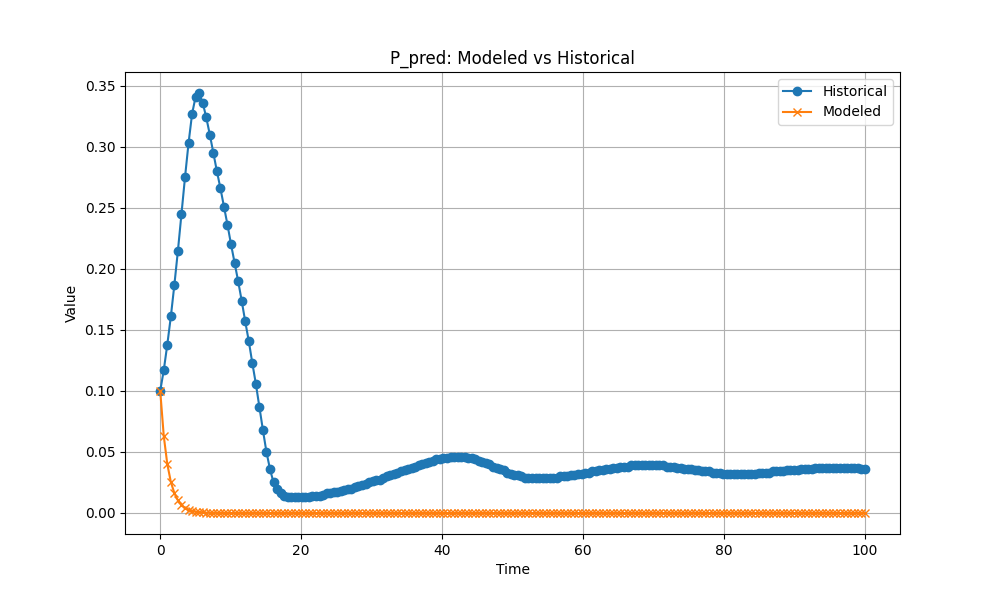 P_pred: Modeled vs Historical
Historical
Modeled
0.35
0.30
0.25
0.20
0.15
0.10
0.05
0.00
Value
0 20 40 60 80 100
Time